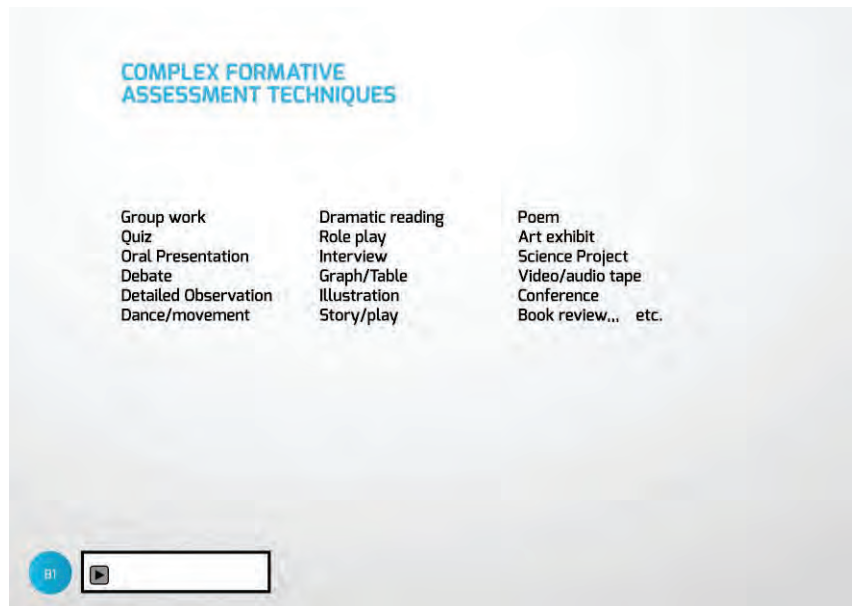 COMPLEX FORMATIVE
ASSESSMENT TECHNIQUES
Group work
Quiz
Oral Presentation
Debate
Detailed Observation
Dance/movement
Dramatic reading
Role play
Interview
Graph/Table
Illustration
Story/play
Poem
Art exhibit
Science Project
Video/audio tape
Conference
Book review... etc.
B1